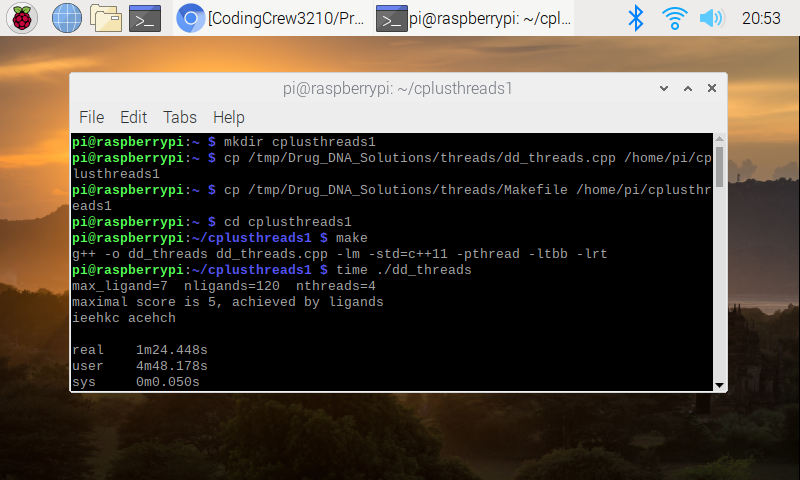 [CodingCrew3210/Pr...
pi@raspberrypi: ~/cpl...
20:53
pi@raspberrypi: ~/cplusthreads1
File Edit Tabs Help
pi@raspberrypi:~ $ mkdir cplusthreads1
pi@raspberrypi:~ $ cp /tmp/Drug_DNA_Solutions/threads/dd_threads.cpp /home/pi/cp
lusthreads1
pi@raspberrypi:~ $ cp /tmp/Drug_DNA_Solutions/threads/Makefile /home/pi/cplusthr
eads1
pi@raspberrypi:~ $ cd cplusthreads1
pi@raspberrypi:~/cplusthreads1 $ make
g++ -o dd_threads dd_threads.cpp -lm -std=c++11 -pthread -ltbb -lrt
pi@raspberrypi:~/cplusthreads1 $ time ./dd_threads
max_ligand=7  nligands=120  nthreads=4
maximal score is 5, achieved by ligands
ieehkc acehch
real    1m24.448s
user    4m48.178s
sys     0m0.050s